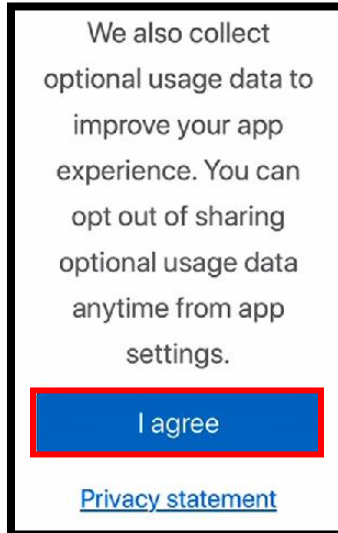 We also collect
optional usage data to
improve your app
experience. You can
opt out of sharing
optional usage data
anytime from app
settings.
I agree
Privacy statement